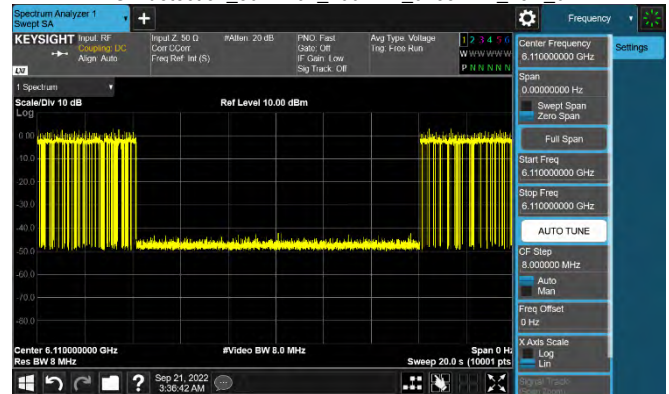 Spectrum Analyzer 1
Swept SA
+
Frequency
KEYSIGHT
Input: RF
Coupling: DC
Align: Auto
Input Z: 50 Ω
Corr CCorr
Freq Ref: Int (S)
#Atten: 20 dB
PNO: Fast
Gate: Off
IF Gain: Low
Sig Track: Off
Avg Type: Voltage
Trig: Free Run
1 2 3 4 5 6
W W W W W W
P N N N N N
LXI
1 Spectrum
Scale/Div 10 dB
Ref Level 10.00 dBm
Log
0.00
-10.0
-20.0
-30.0
-40.0
-50.0
-60.0
-70.0
-80.0
Center 6.110000000 GHz
#Video BW 8.0 MHz
Span 0 Hz
Res BW 8 MHz
Sweep 20.0 s (10001 pts
Sep 21, 2022
3:36:42 AM
?
Center Frequency
6.110000000 GHz
Settings
Span
0.00000000 Hz
Swept Span
Zero Span
Full Span
Start Freq
6.110000000 GHz
Stop Freq
6.110000000 GHz
AUTO TUNE
CF Step
8.000000 MHz
Auto
Man
Freq Offset
0 Hz
X Axis Scale
Log
Lin
Signal Track